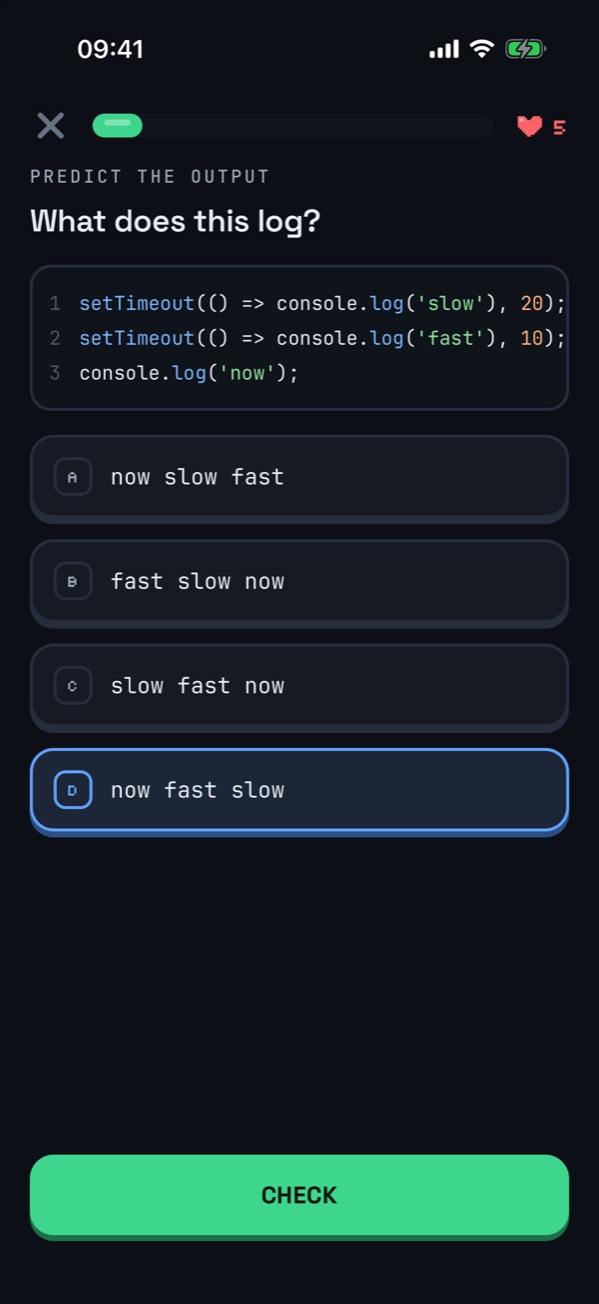 09:41
5
PREDICT THE OUTPUT
What does this log?
1 setTimeout(() => console.log('slow'), 20);
2 setTimeout(() => console.log('fast'), 10);
3 console.log('now');
A now slow fast
B fast slow now
C slow fast now
D now fast slow
CHECK